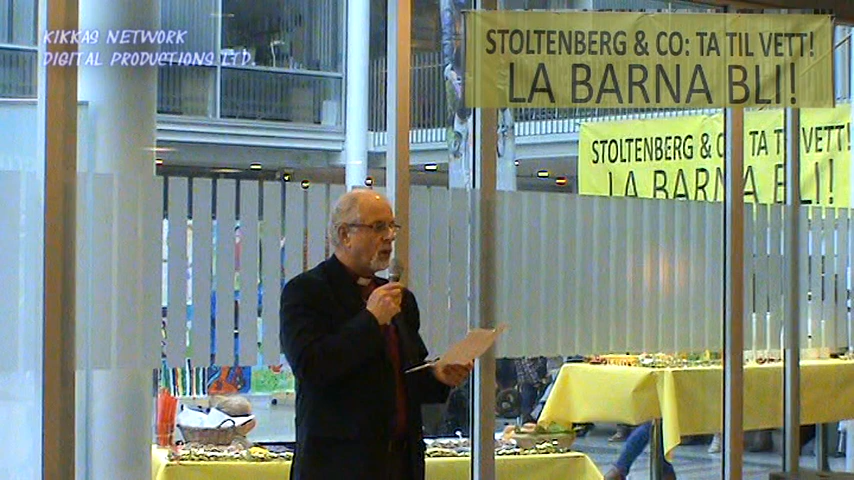 KIKKAS NETWORK
DIGITAL PRODUCTIONS LTD
STOLTENBERG & CO: TA TIL VETT!
LA BARNA BLI!
STOLTENBERG & C TA TIL VETT!
LA BARNA BLI!